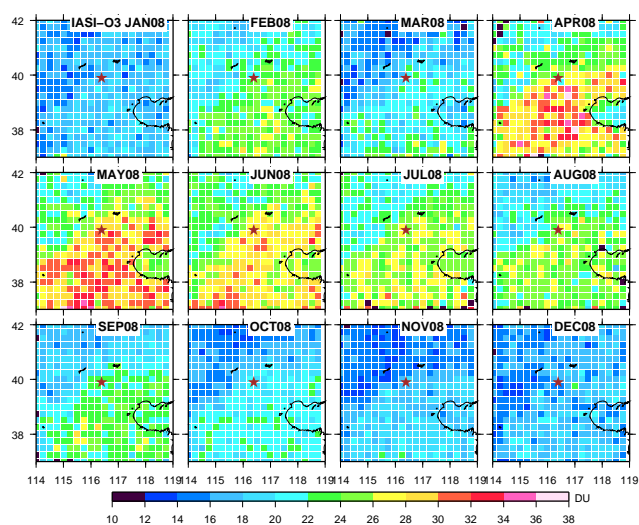 42 IASI−O3 JAN08 FEB08 MAR08 APR08
40
38
42 MAY08 JUN08 JUL08 AUG08
40
38
42 SEP08 OCT08 NOV08 DEC08
40
38
114 115 116 117 118 119 114 115 116 117 118 119 114 115 116 117 118 119 114 115 116 117 118 119
DU
10 12 14 16 18 20 22 24 26 28 30 32 34 36 38